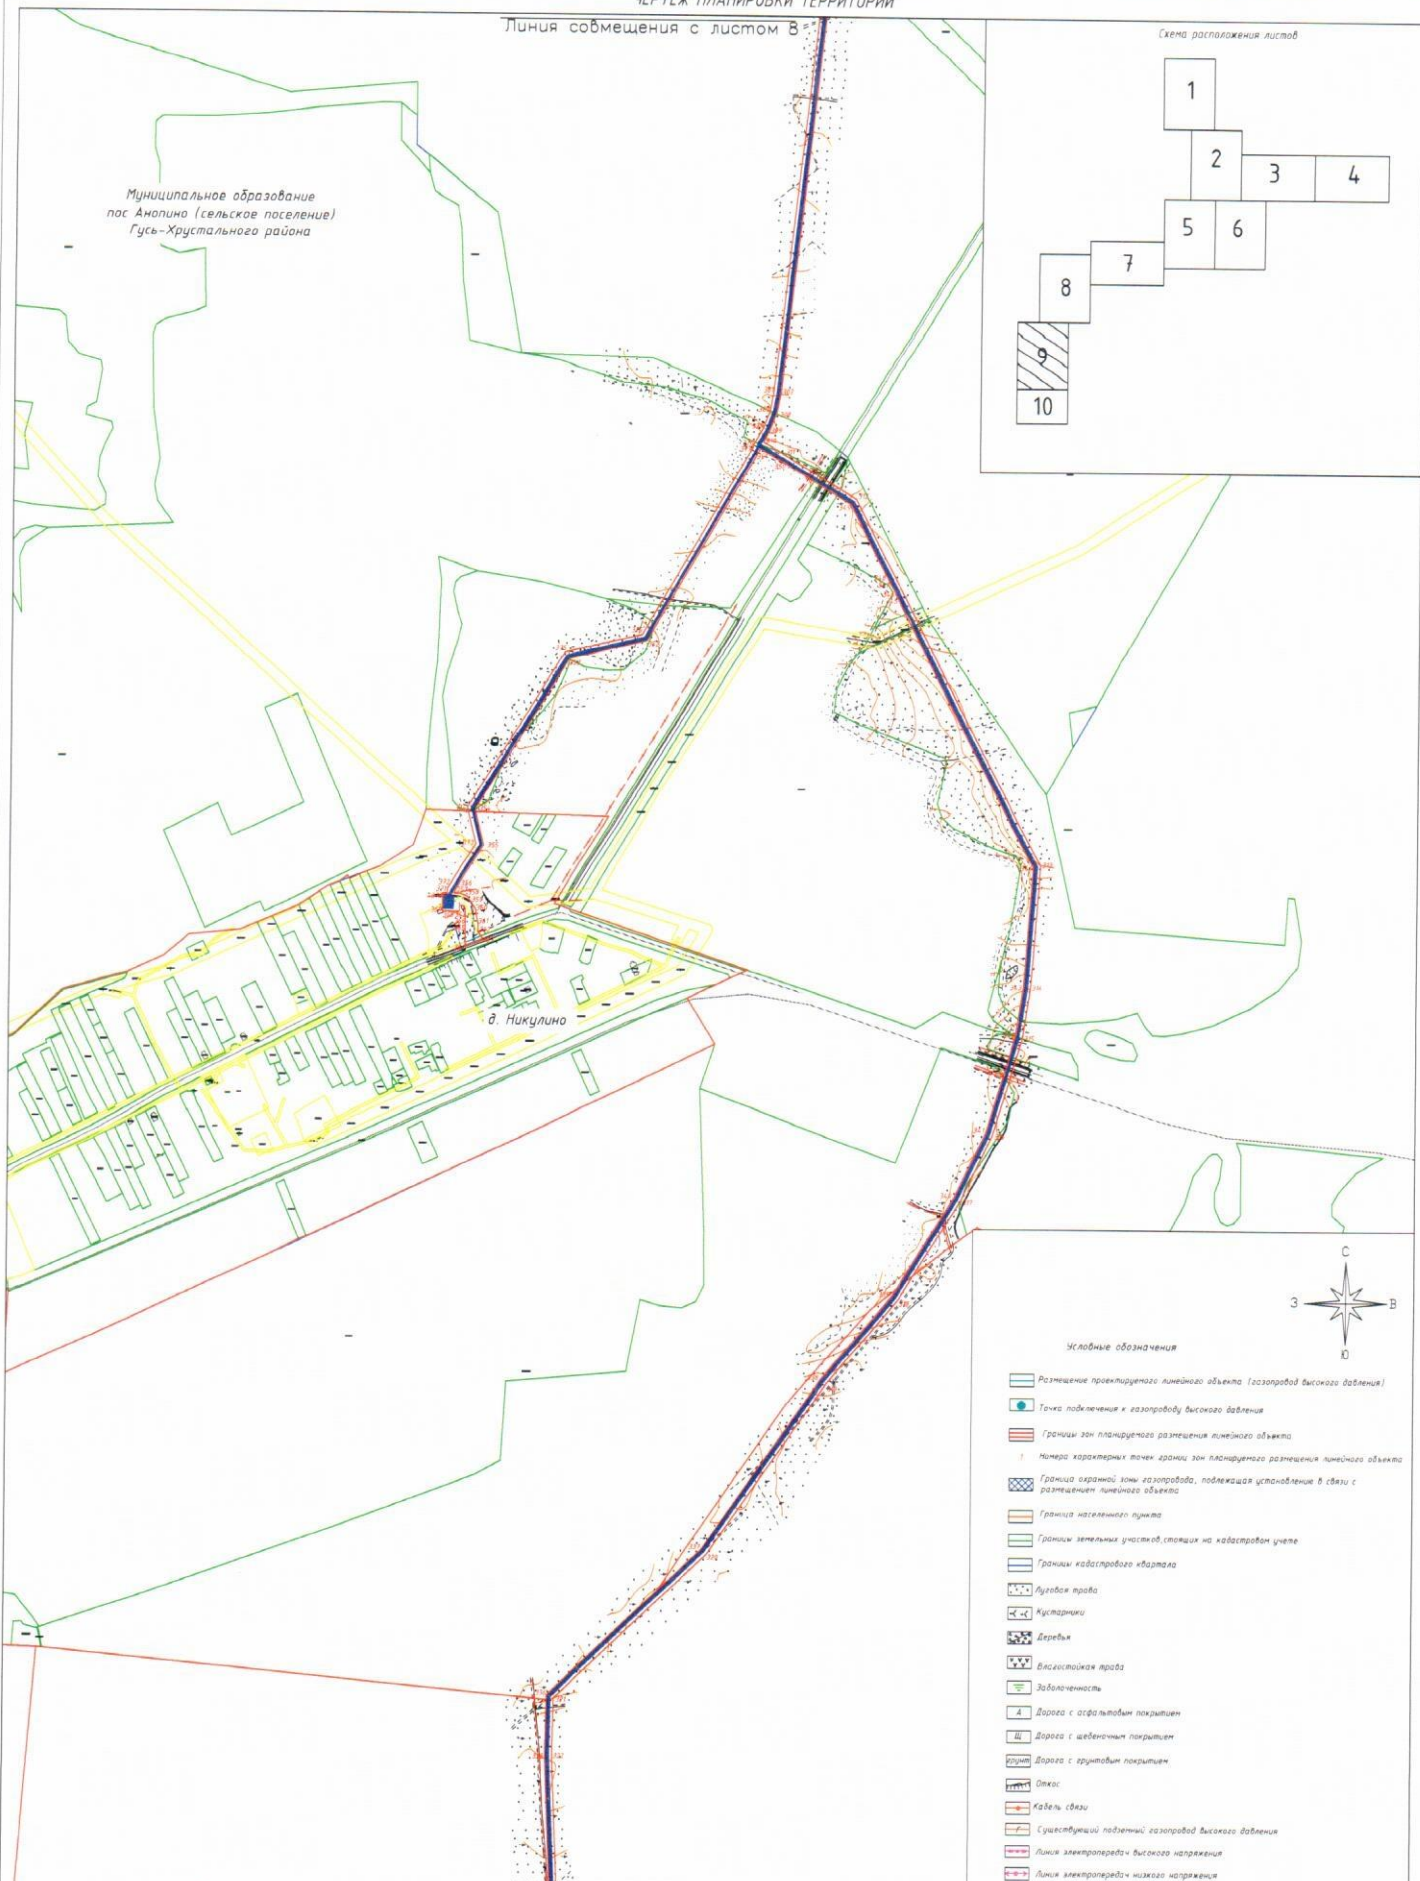 ЧЕРТЕЖ ПЛАНИРОВКИ ТЕРРИТОРИИ
Линия совмещения с листом 8
Схема расположения листов
1
2
3
4
5
6
7
8
9
10
Муниципальное образование
пос Анопино (сельское поселение)
Гусь-Хрустального района
д. Никулино
С
З
В
Ю
Условные обозначения
Размещение проектируемого линейного объекта (газопровод высокого давления)
Точка подключения к газопроводу высокого давления
Границы зон планируемого размещения линейного объекта
1 Номера характерных точек границ зон планируемого размещения линейного объекта
Граница охранной зоны газопровода, подлежащая установлению в связи с
размещением линейного объекта
Граница населенного пункта
Границы земельных участков, стоящих на кадастровом учете
Границы кадастрового квартала
Луговая трава
Кустарники
Деревья
Влагостойкая трава
Заболоченность
А Дорога с асфальтовым покрытием
Щ Дорога с щебеночным покрытием
грунт Дорога с грунтовым покрытием
Откос
Кабель связи
Г Существующий подземный газопровод высокого давления
Линия электропередач высокого напряжения
Линия электропередач низкого напряжения